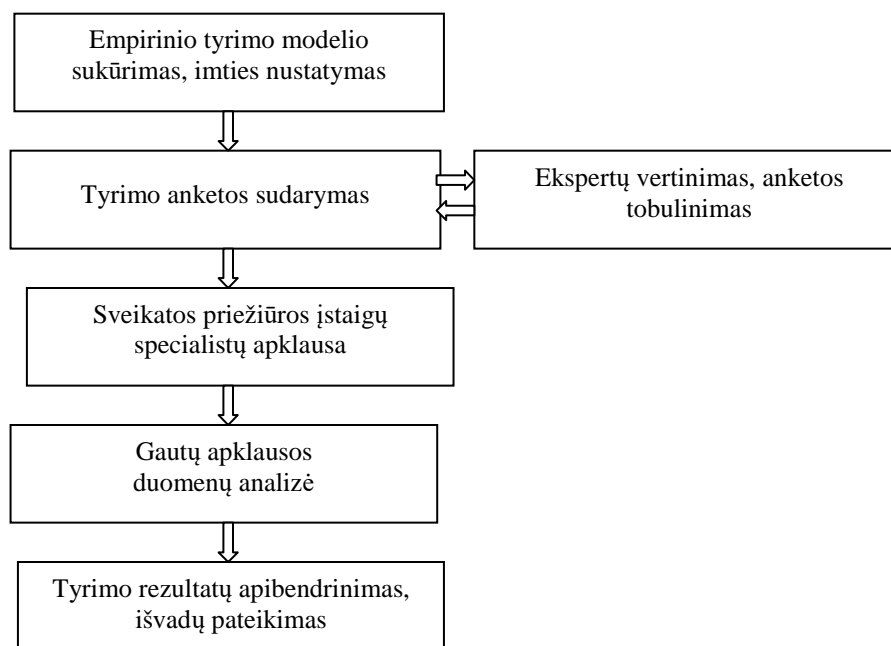 Empirinio tyrimo modelio
sukūrimas, imties nustatymas
Tyrimo anketos sudarymas
Ekspertų vertinimas, anketos
tobulinimas
Sveikatos priežiūros įstaigų
specialistų apklausa
Gautų apklausos
duomenų analizė
Tyrimo rezultatų apibendrinimas,
išvadų pateikimas